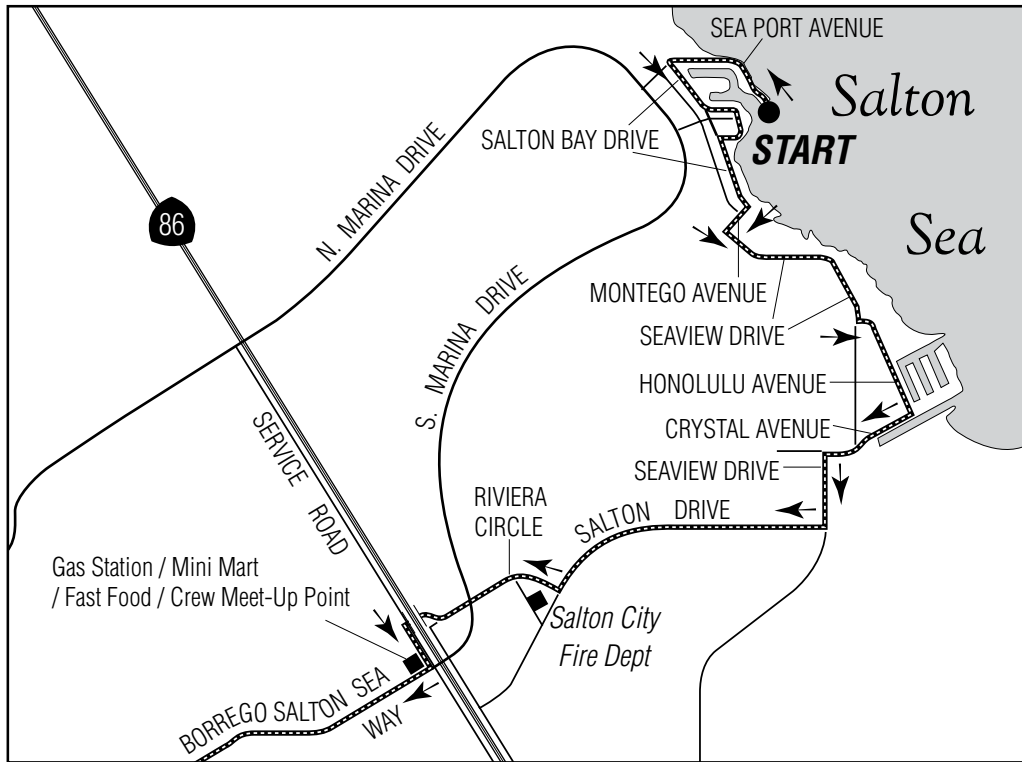 SEA PORT AVENUE
Salton
START
SALTON BAY DRIVE
N. MARINA DRIVE
86
Sea
S. MARINA DRIVE
MONTEGO AVENUE
SEAVIEW DRIVE
HONOLULU AVENUE
CRYSTAL AVENUE
SEAVIEW DRIVE
SERVICE ROAD
RIVIERA
CIRCLE
SALTON DRIVE
Gas Station / Mini Mart
/ Fast Food / Crew Meet-Up Point
Salton City
Fire Dept
BORREGO SALTON SEA
WAY